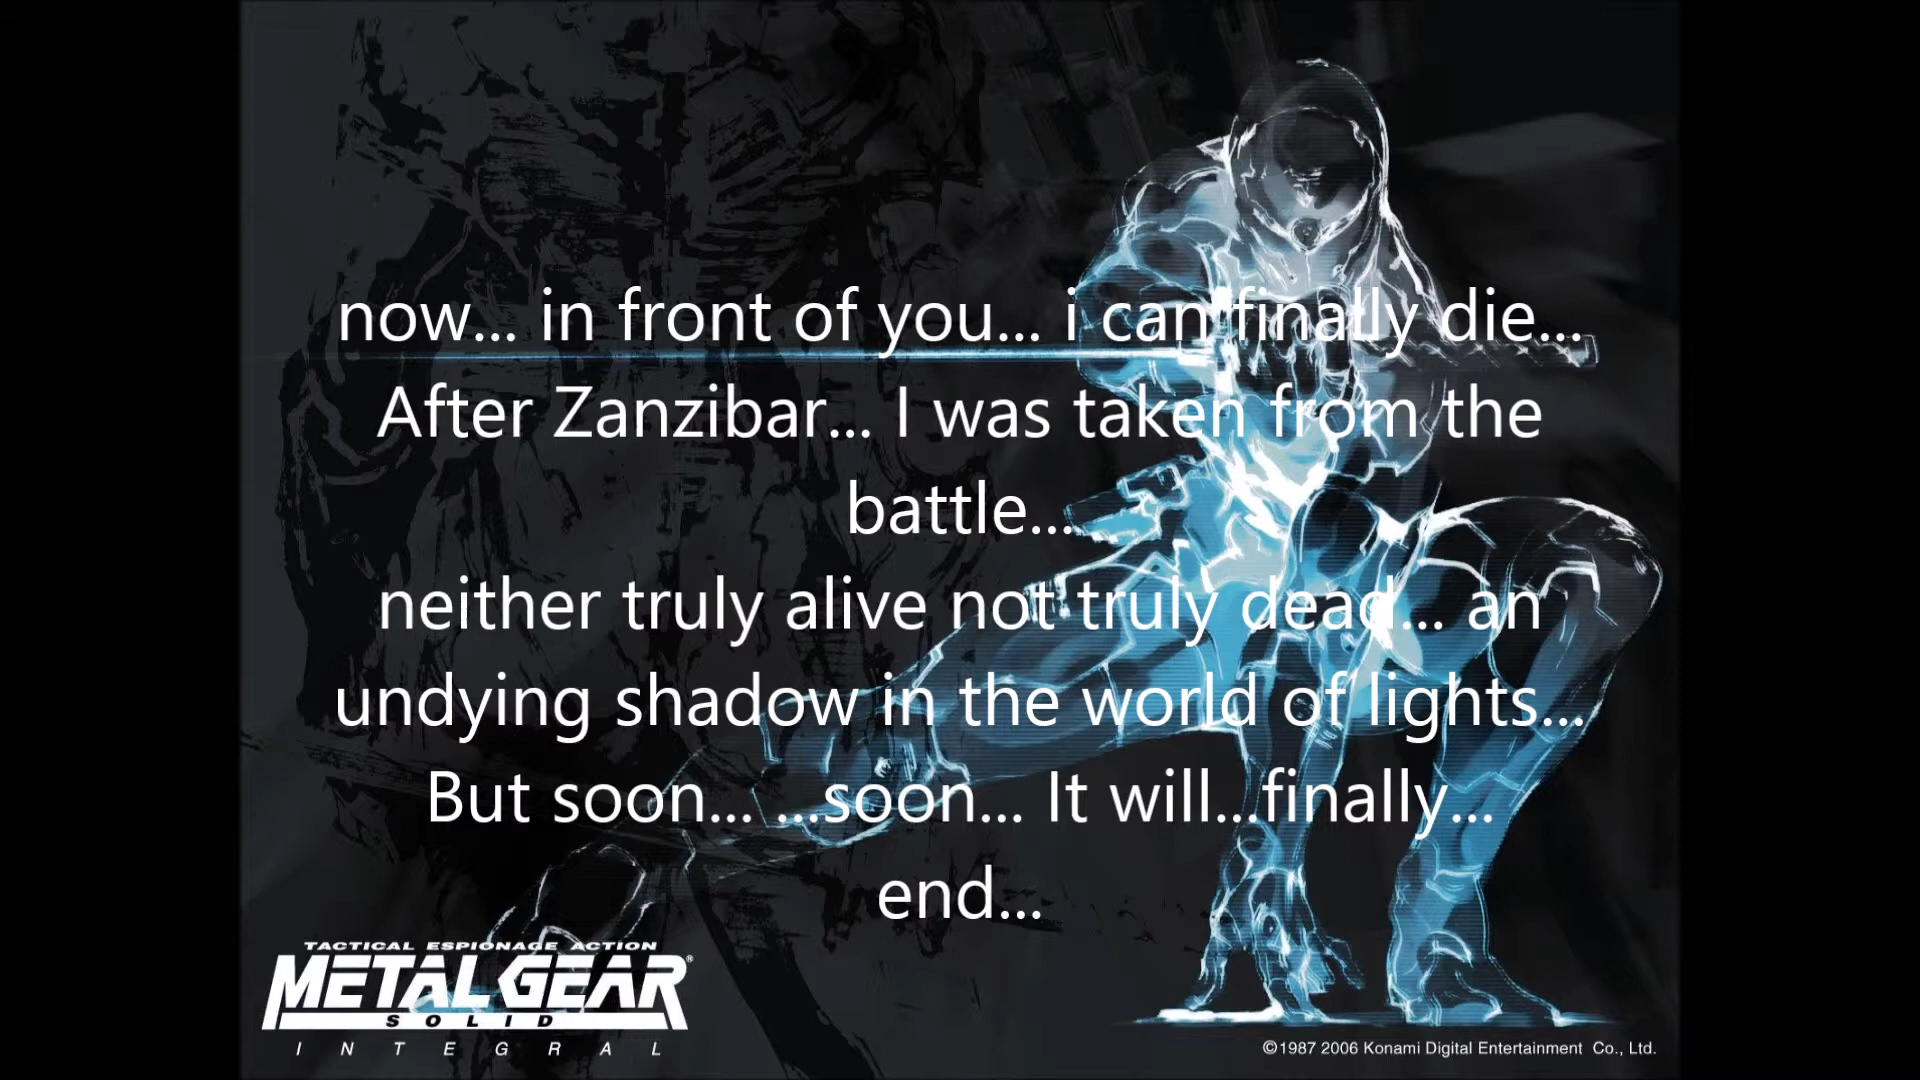 now... in front of you... i can finally die...
After Zanzibar... I was taken from the
battle...
neither truly alive not truly dead... an
undying shadow in the world of lights...
But soon... ...soon... It will...finally...
end...
TACTICAL ESPIONAGE ACTION
METAL GEAR®
SOLID
INTEGRAL
©1987 2006 Konami Digital Entertainment Co., Ltd.